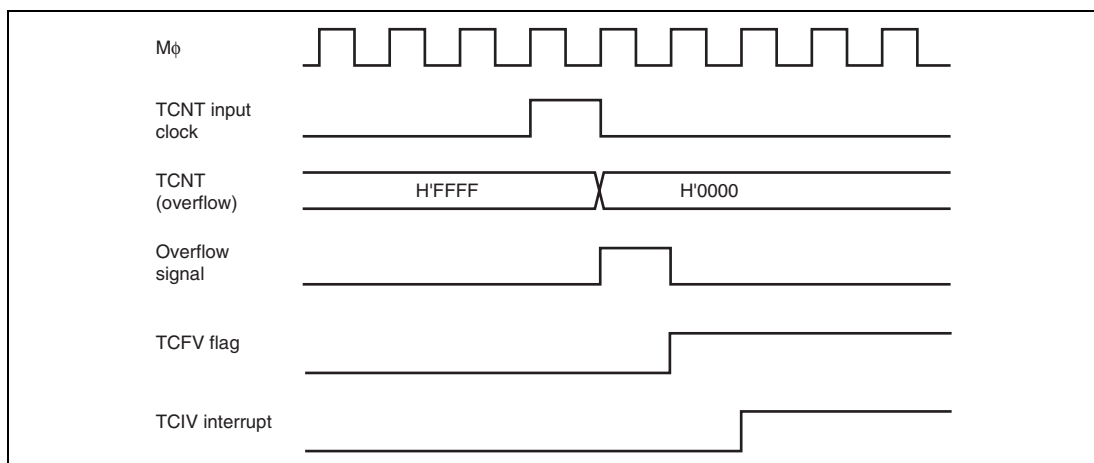 Mφ
TCNT input
clock
TCNT
(overflow)
H'FFFF
H'0000
Overflow
signal
TCFV flag
TCIV interrupt